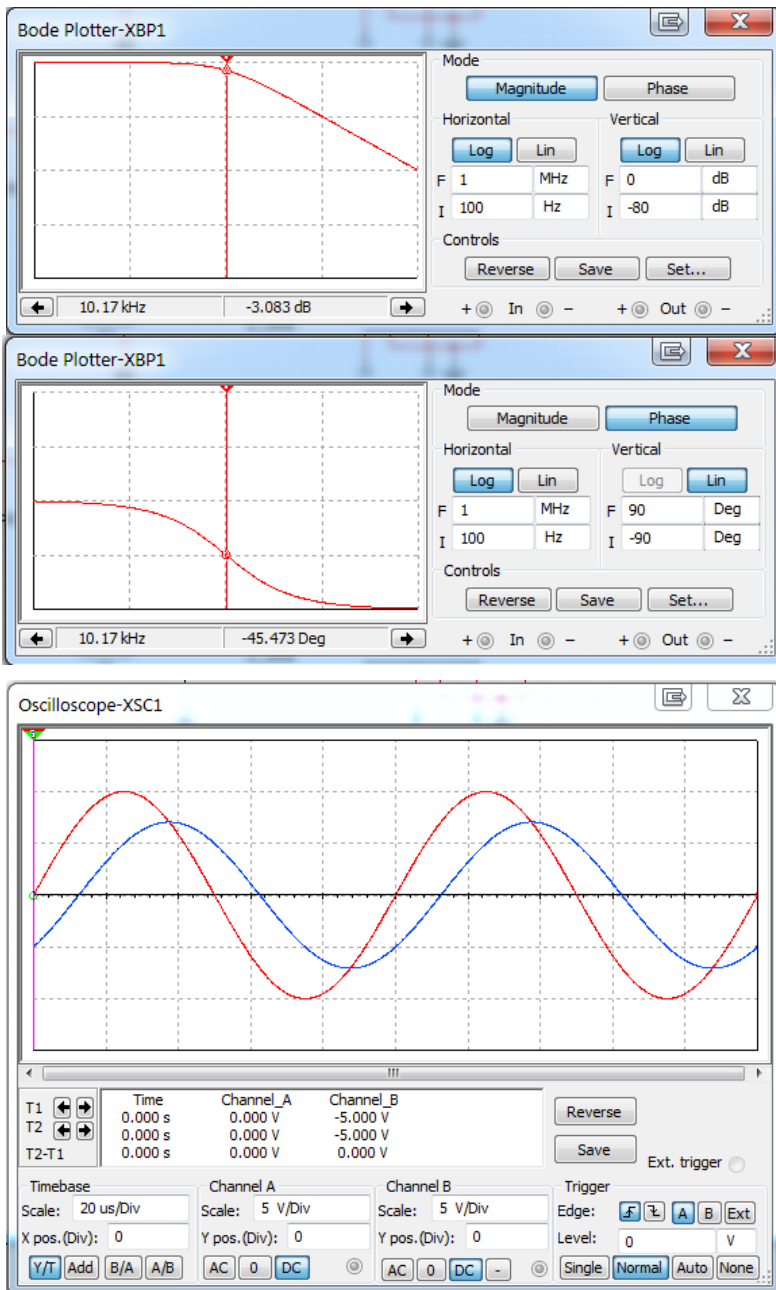 Bode Plotter-XBP1
Mode
Magnitude Phase
Horizontal Vertical
Log Lin Log Lin
F 1 MHz F 0 dB
I 100 Hz I -80 dB
Controls
Reverse Save Set...
10.17 kHz -3.083 dB + In - + Out -
Bode Plotter-XBP1
Mode
Magnitude Phase
Horizontal Vertical
Log Lin Log Lin
F 1 MHz F 90 Deg
I 100 Hz I -90 Deg
Controls
Reverse Save Set...
10.17 kHz -45.473 Deg + In - + Out -
Oscilloscope-XSC1
Time Channel_A Channel_B
T1 0.000 s 0.000 V -5.000 V
T2 0.000 s 0.000 V -5.000 V
T2-T1 0.000 s 0.000 V 0.000 V
Reverse
Save
Ext. trigger
Timebase Channel A Channel B Trigger
Scale: 20 us/Div Scale: 5 V/Div Scale: 5 V/Div Edge: A B Ext
X pos.(Div): 0 Y pos.(Div): 0 Y pos.(Div): 0 Level: 0 V
Y/T Add B/A A/B AC 0 DC AC 0 DC - Single Normal Auto None